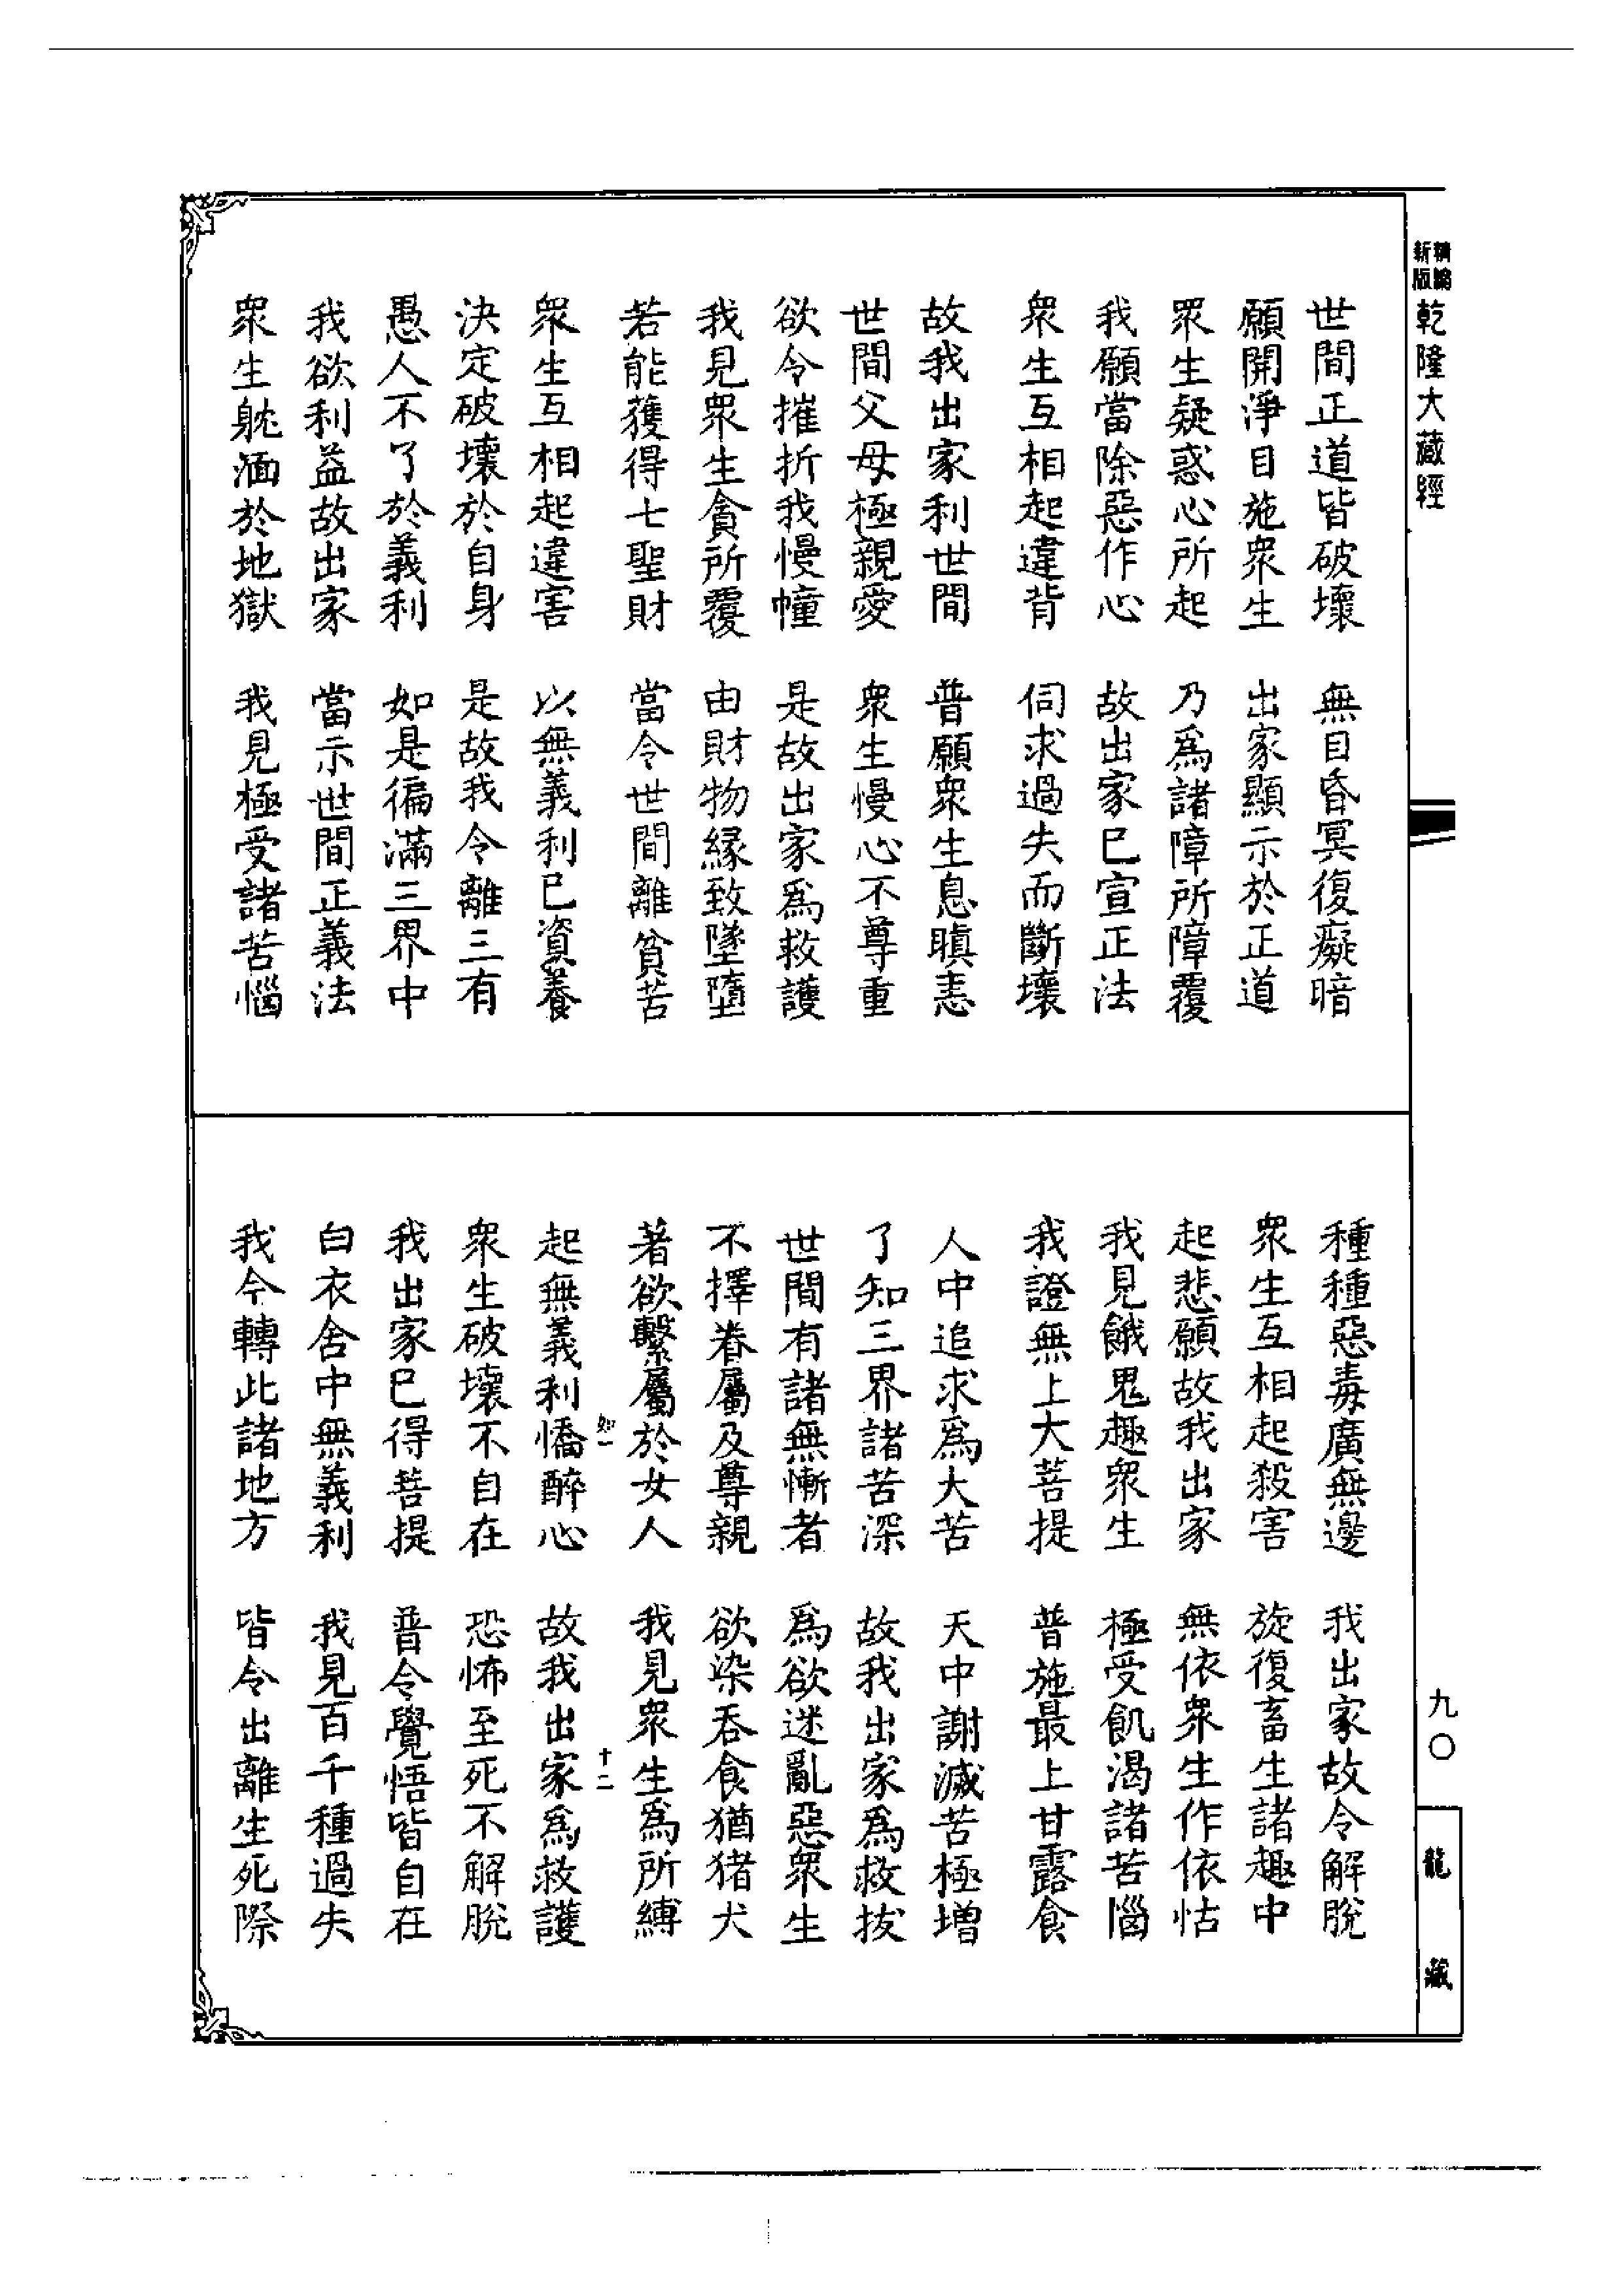 新編
新版
乾隆大藏經
世間正道皆破壞 無目昏冥復癡暗
願開淨目施眾生 出家顯示於正道
眾生疑惑心所起 乃爲諸障所障覆
我願當除惡作心 故出家已宣正法
眾生互相起違背 伺求過失而斷壞
故我出家利世間 普願眾生息瞋恚
世間父母極親愛 眾生慢心不尊重
欲令摧折我慢幢 是故出家爲救護
我見眾生貪所覆 由財物緣致墜墮
若能獲得七聖財 當令世間離貧苦
眾生互相起違害 以無義利已資養
決定破壞於自身 是故我令離三有
愚人不了於義利 如是徧滿三界中
我欲利益故出家 當示世間正義法
眾生躭湎於地獄 我見極受諸苦惱
種種惡毒廣無邊 我出家故令解脫
眾生互相起殺害 旋復畜生諸趣中
起悲願故我出家 無依眾生作依怙
我見餓鬼趣眾生 極受飢渴諸苦惱
我證無上大菩提 普施最上甘露食
人中追求爲大苦 天中謝滅苦極增
了知三界諸苦深 故我出家爲救拔
世間有諸無慚者 爲欲迷亂惡眾生
不擇眷屬及尊親 欲染吞食猶猪犬
著欲繫屬於女人 我見眾生爲所縛
如一 十二
起無義利憍醉心 故我出家爲救護
眾生破壞不自在 恐怖至死不解脫
我出家已得菩提 普令覺悟皆自在
白衣舍中無義利 我見百千種過失
我今轉此諸地方 皆令出離生死際
九〇
龍藏